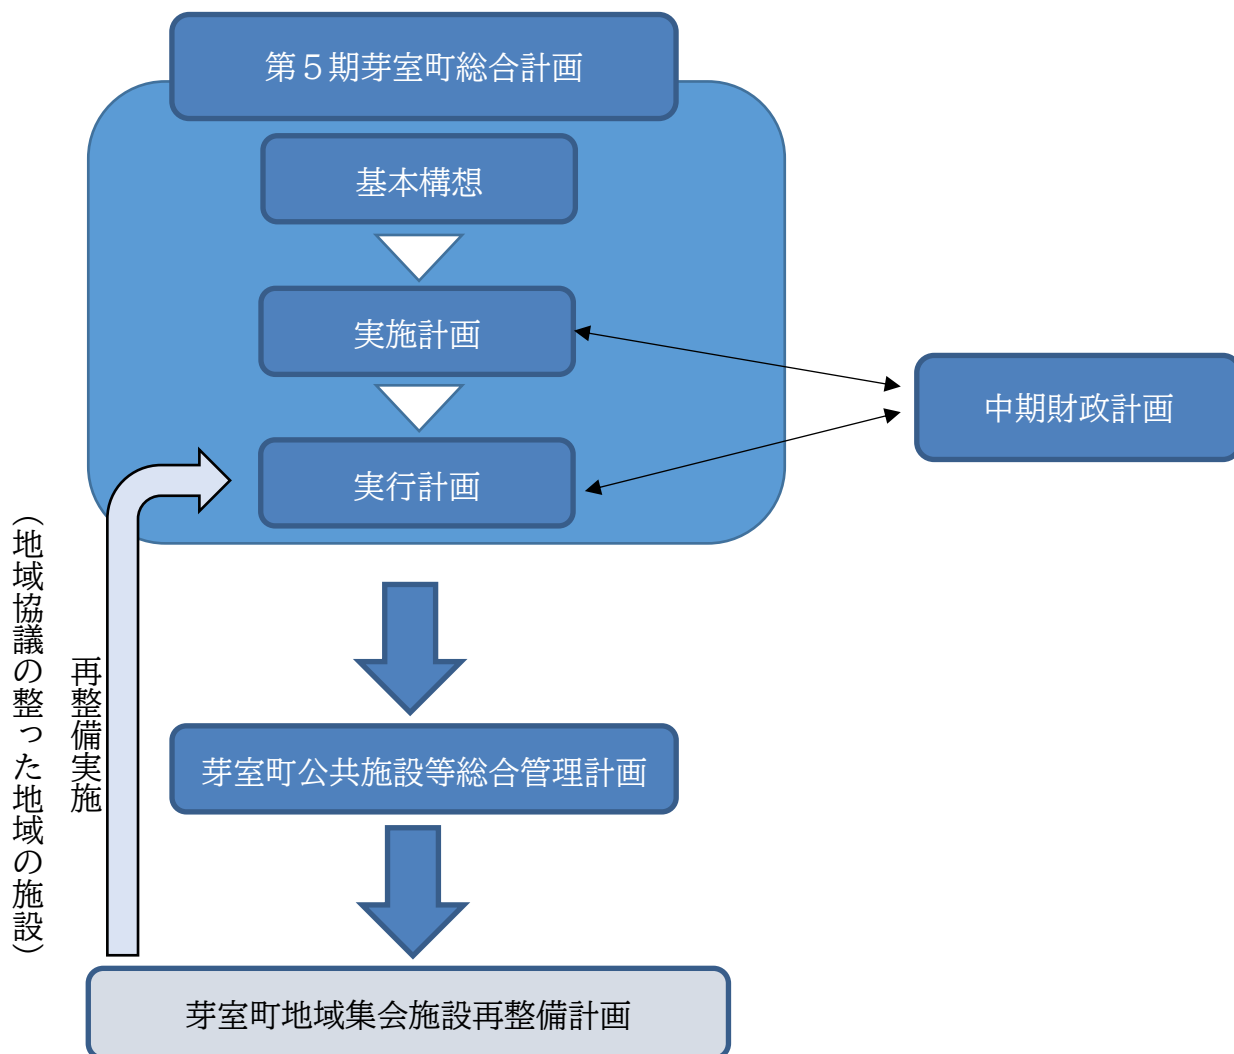 第５期芽室町総合計画
基本構想
実施計画
中期財政計画
実行計画
再整備実施
（地域協議の整った地域の施設）
芽室町公共施設等総合管理計画
芽室町地域集会施設再整備計画